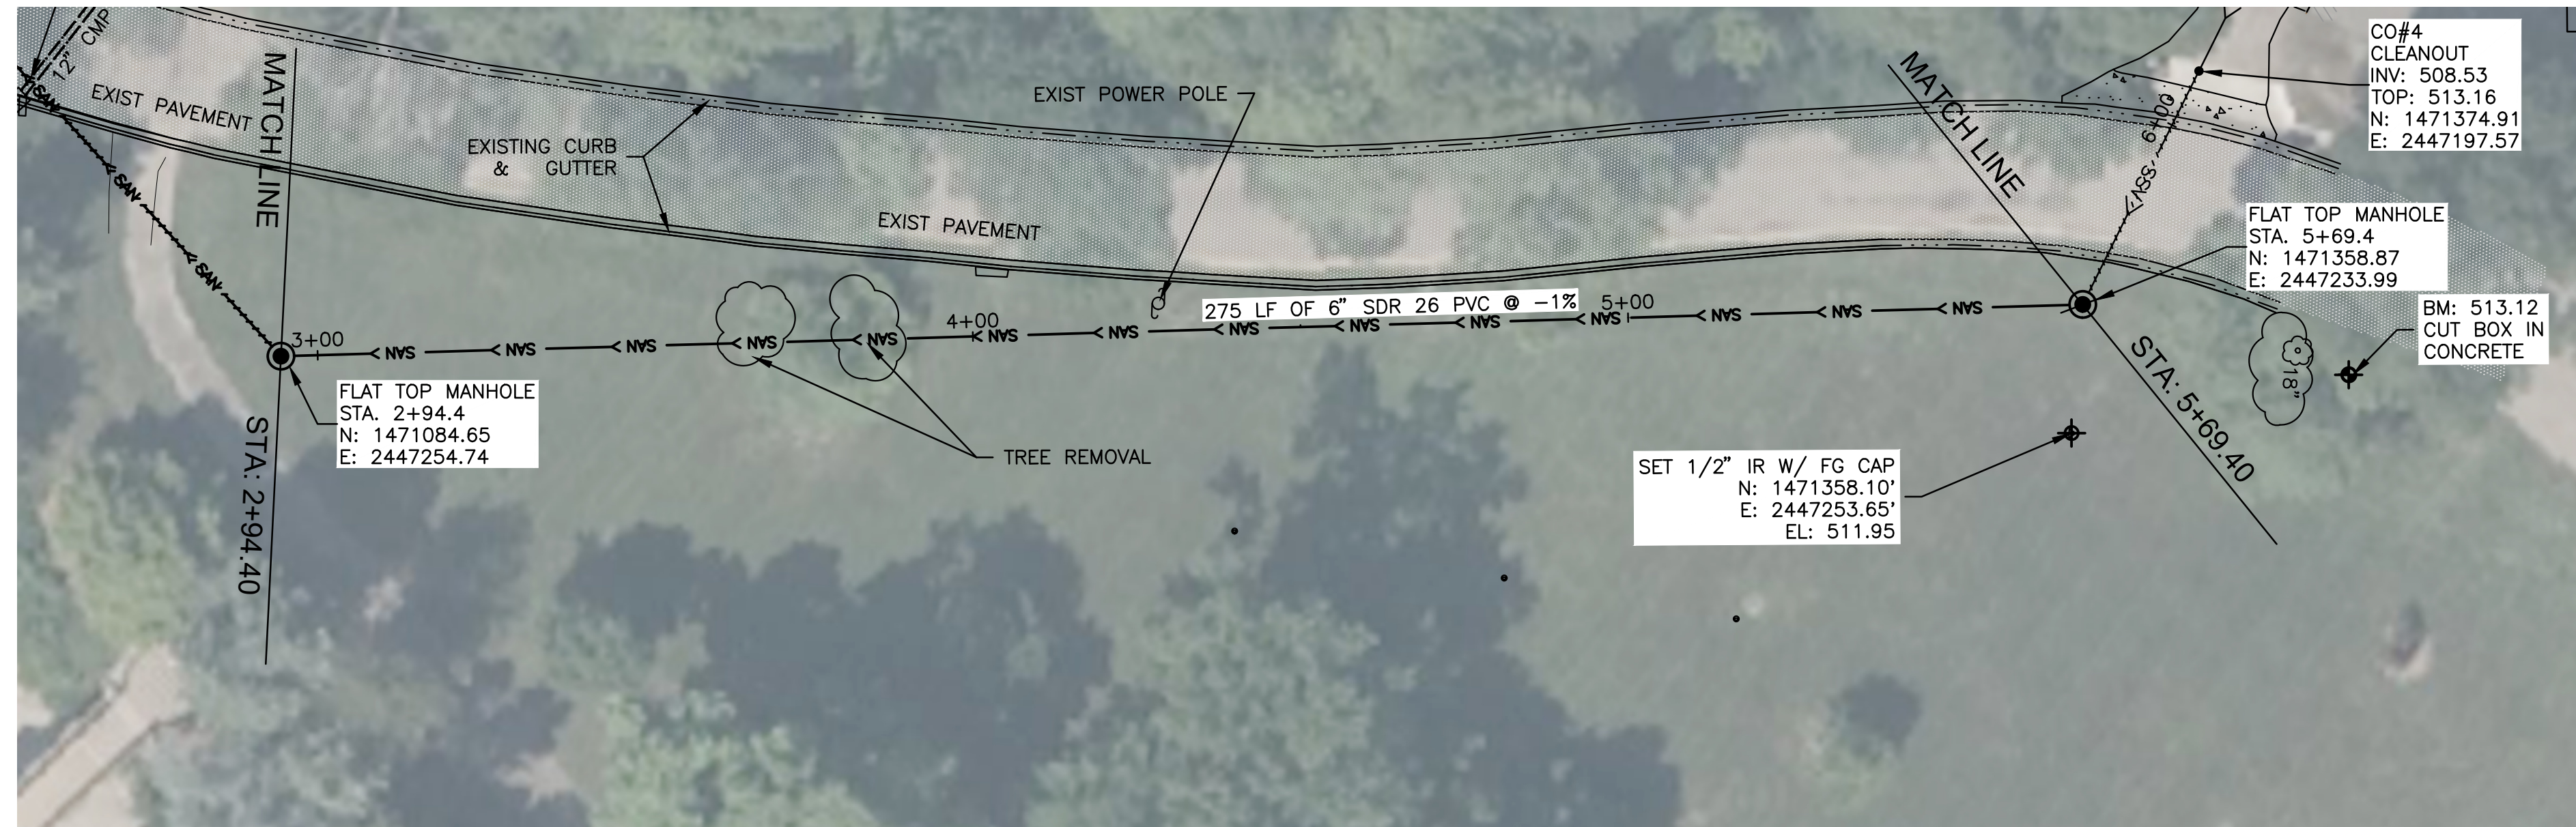 12" CMP
SAN
EXIST PAVEMENT
MATCH LINE
EXISTING CURB
& GUTTER
EXIST POWER POLE
EXIST PAVEMENT
MATCH LINE
6+00
SSV
CO#4
CLEANOUT
INV: 508.53
TOP: 513.16
N: 1471374.91
E: 2447197.57
SAN
SAN
FLAT TOP MANHOLE
STA. 5+69.4
N: 1471358.87
E: 2447233.99
BM: 513.12
CUT BOX IN
CONCRETE
275 LF OF 6" SDR 26 PVC @ -1%
3+00
SAN
SAN
SAN
SAN
SAN
4+00
SAN
SAN
SAN
SAN
SAN
SAN
5+00
SAN
SAN
SAN
18"
FLAT TOP MANHOLE
STA. 2+94.4
N: 1471084.65
E: 2447254.74
STA: 2+94.40
TREE REMOVAL
SET 1/2" IR W/ FG CAP
N: 1471358.10'
E: 2447253.65'
EL: 511.95
STA: 5+69.40